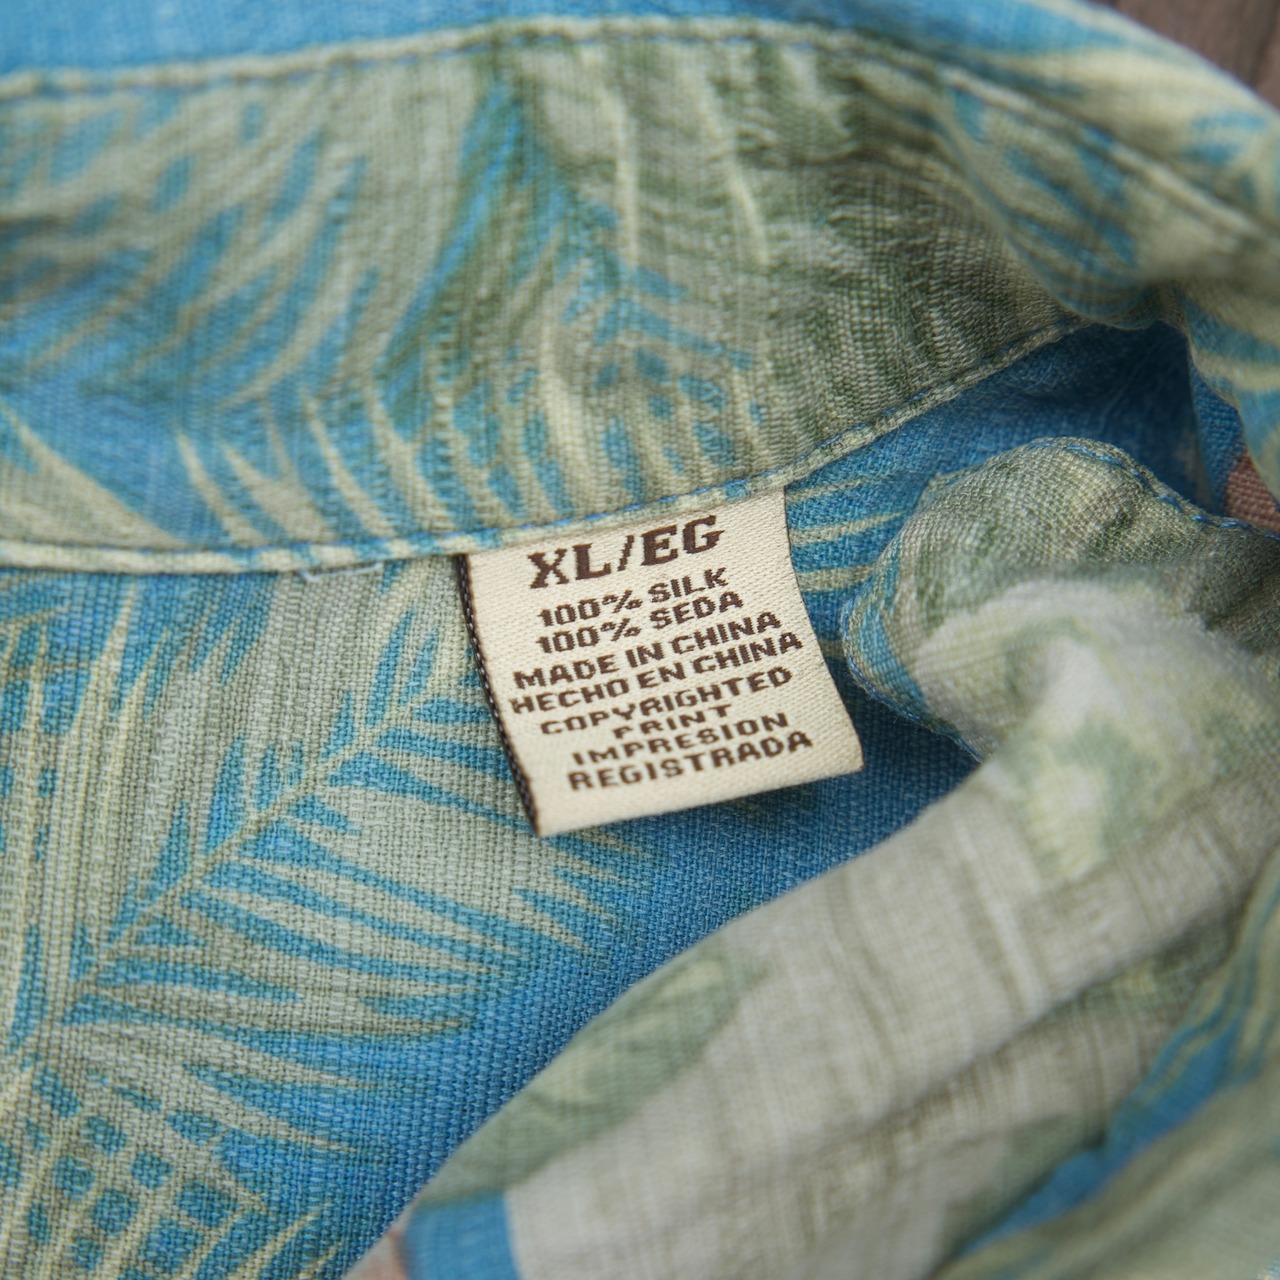 XL/EG
100% SILK
100% SEDA
MADE IN CHINA
HECHO EN CHINA
COPYRIGHTED
PRINT
IMPRESION
REGISTRADA